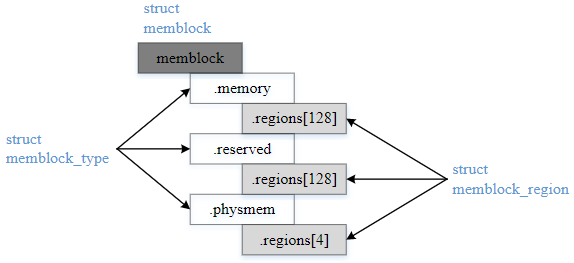 struct
memblock
memblock
.memory
.regions[128]
struct
memblock_type
.reserved
.regions[128]
struct
memblock_region
.physmem
.regions[4]